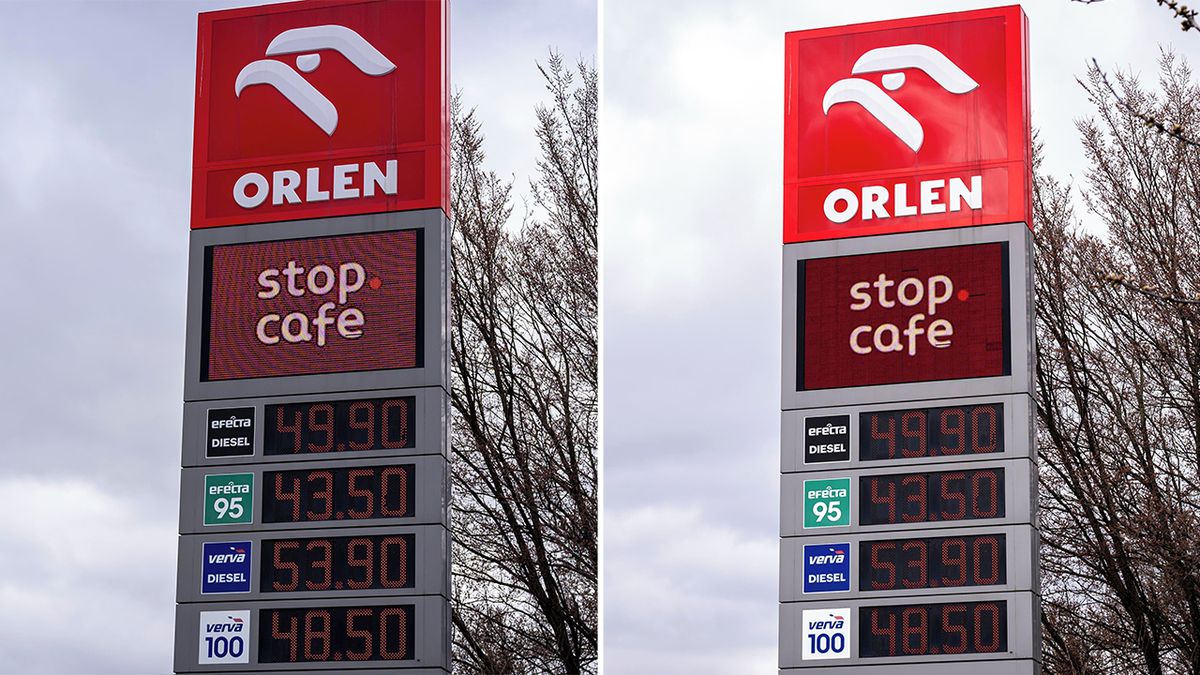 ORLEN
stop.
cafe
efecta
DIESEL
49.90
efecta
95
43.50
verva
DIESEL
53.90
verva
100
48.50
ORLEN
stop.
cafe
efecta
DIESEL
49.90
efecta
95
43.50
verva
DIESEL
53.90
verva
100
48.50